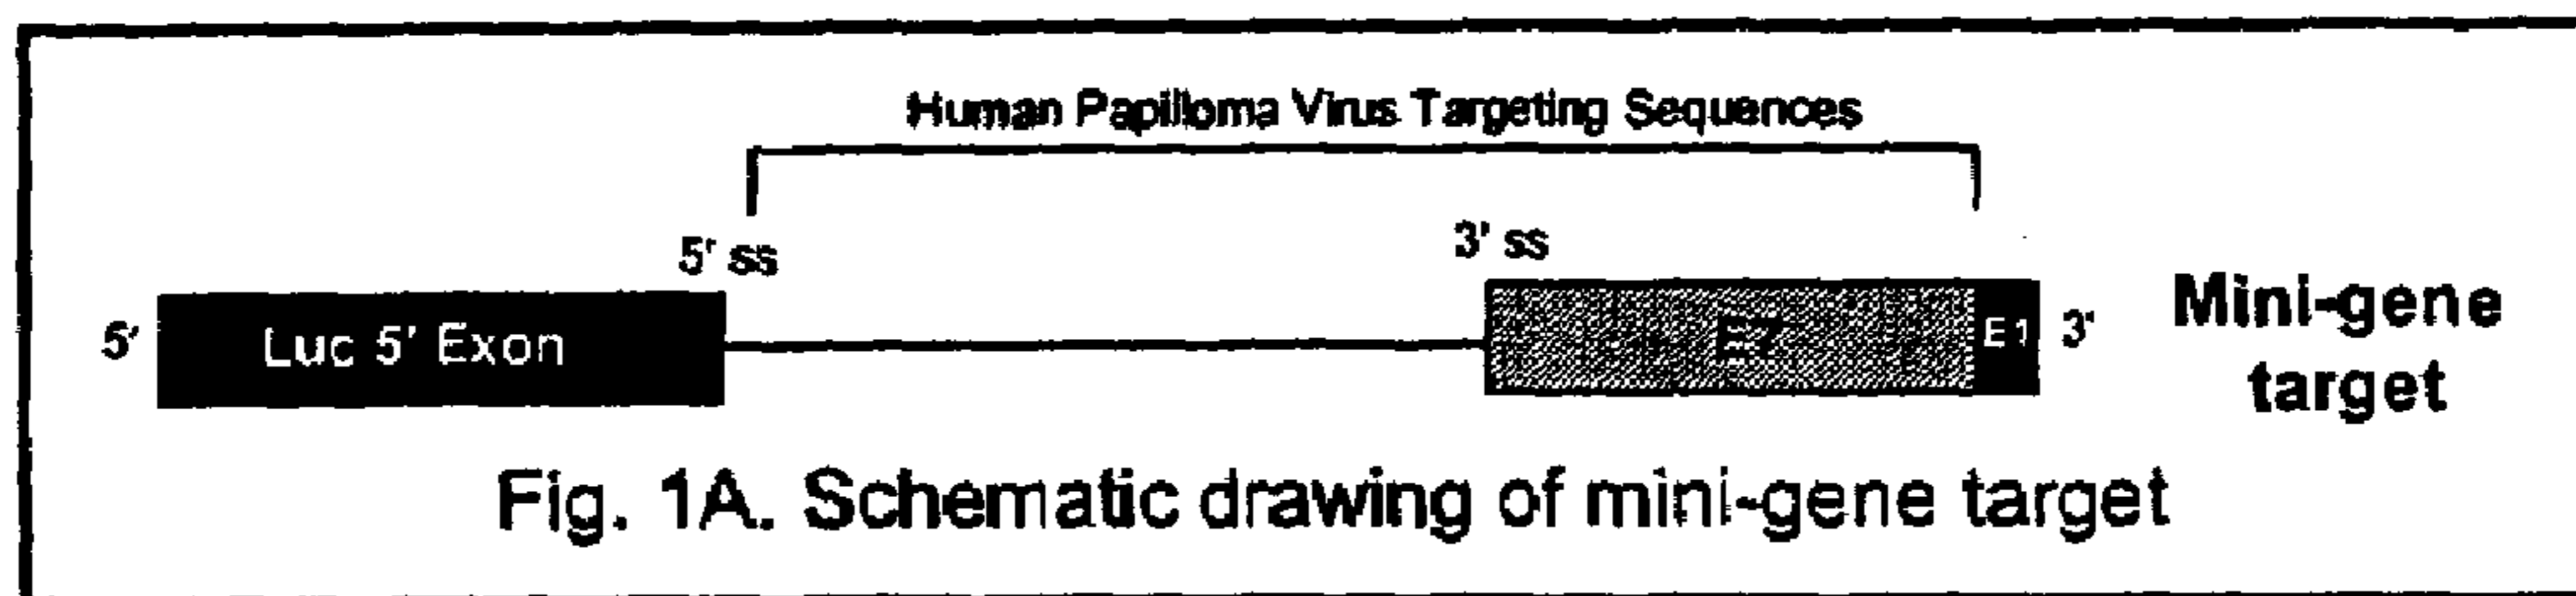 Human Papilloma Virus Targeting Sequences
5' ss
3' ss
5' Luc 5' Exon E7 E1 3'
Mini-gene
target
Fig. 1A. Schematic drawing of mini-gene target